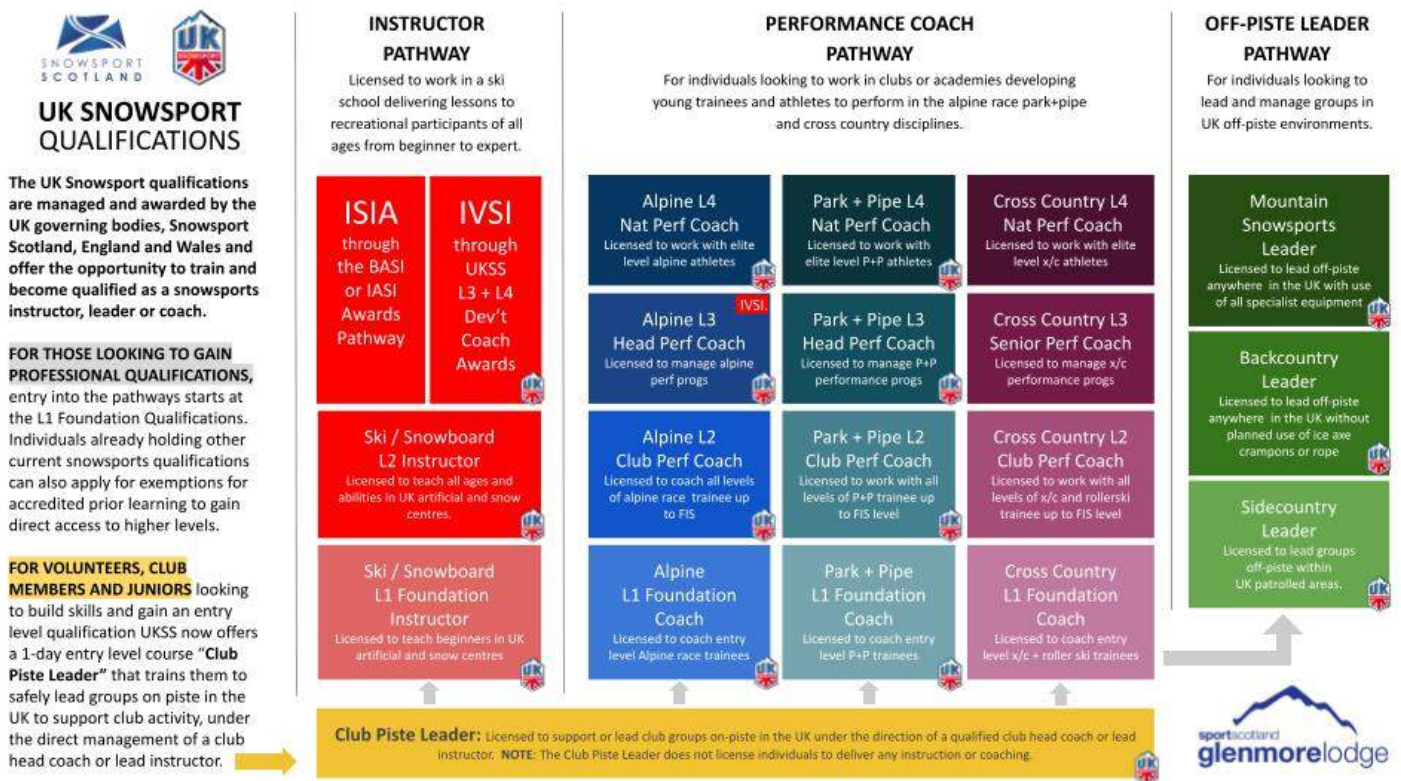 SNOWSPORT
SCOTLAND
UK
UK SNOWSPORT
QUALIFICATIONS
The UK Snowsport qualifications
are managed and awarded by the
UK governing bodies, Snowsport
Scotland, England and Wales and
offer the opportunity to train and
become qualified as a snowsports
instructor, leader or coach.
FOR THOSE LOOKING TO GAIN
PROFESSIONAL QUALIFICATIONS,
entry into the pathways starts at
the L1 Foundation Qualifications.
Individuals already holding other
current snowsports qualifications
can also apply for exemptions for
accredited prior learning to gain
direct access to higher levels.
FOR VOLUNTEERS, CLUB
MEMBERS AND JUNIORS looking
to build skills and gain an entry
level qualification UKSS now offers
a 1-day entry level course “Club
Piste Leader” that trains them to
safely lead groups on piste in the
UK to support club activity, under
the direct management of a club
head coach or lead instructor.
INSTRUCTOR
PATHWAY
Licensed to work in a ski
school delivering lessons to
recreational participants of all
ages from beginner to expert.
ISIA
through
the BASI
or IASI
Awards
Pathway
IVSI
through
UKSS
L3 + L4
Dev't
Coach
Awards
UK
Ski / Snowboard
L2 Instructor
Licensed to teach all ages and
abilities in UK artificial and snow
centres.
UK
Ski / Snowboard
L1 Foundation
Instructor
Licensed to teach beginners in UK
artificial and snow centres
UK
PERFORMANCE COACH
PATHWAY
For individuals looking to work in clubs or academies developing
young trainees and athletes to perform in the alpine race park+pipe
and cross country disciplines.
Alpine L4
Nat Perf Coach
Licensed to work with elite
level alpine athletes
UK
Park + Pipe L4
Nat Perf Coach
Licensed to work with
elite level P+P athletes
UK
Cross Country L4
Nat Perf Coach
Licensed to work with elite
level x/c athletes
IVSI.
Alpine L3
Head Perf Coach
Licensed to manage alpine
perf progs
UK
Park + Pipe L3
Head Perf Coach
Licensed to manage P+P
performance progs
UK
Cross Country L3
Senior Perf Coach
Licensed to manage x/c
performance progs
Alpine L2
Club Perf Coach
Licensed to coach all levels
of alpine race trainee up
to FIS
UK
Park + Pipe L2
Club Perf Coach
Licensed to work with all
levels of P+P trainee up
to FIS level
UK
Cross Country L2
Club Perf Coach
Licensed to work with all
levels of x/c and rollerski
trainee up to FIS level
Alpine
L1 Foundation
Coach
Licensed to coach entry
level Alpine race trainees
UK
Park + Pipe
L1 Foundation
Coach
Licensed to coach entry
level P+P trainees
UK
Cross Country
L1 Foundation
Coach
Licensed to coach entry
level x/c + roller ski trainees
Club Piste Leader: Licensed to support or lead club groups on-piste in the UK under the direction of a qualified club head coach or lead
instructor. NOTE: The Club Piste Leader does not license individuals to deliver any instruction or coaching.
UK
OFF-PISTE LEADER
PATHWAY
For individuals looking to
lead and manage groups in
UK off-piste environments.
Mountain
Snowsports
Leader
Licensed to lead off-piste
anywhere in the UK with use
of all specialist equipment
UK
Backcountry
Leader
Licensed to lead off-piste
anywhere in the UK without
planned use of ice axe
crampons or rope
UK
Sidecountry
Leader
Licensed to lead groups
off-piste within
UK patrolled areas.
UK
sportscotland
glenmorelodge